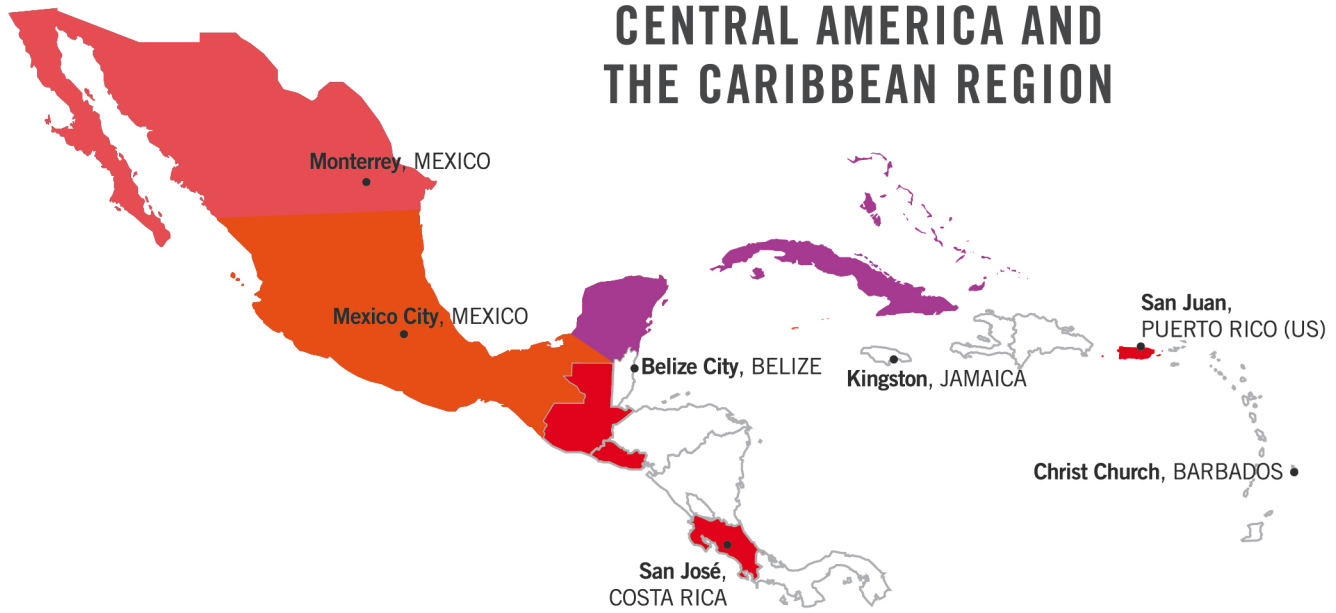 CENTRAL AMERICA AND
THE CARIBBEAN REGION
Monterrey, MEXICO
Mexico City, MEXICO
San Juan,
PUERTO RICO (US)
Belize City, BELIZE
Kingston, JAMAICA
Christ Church, BARBADOS
San José,
COSTA RICA